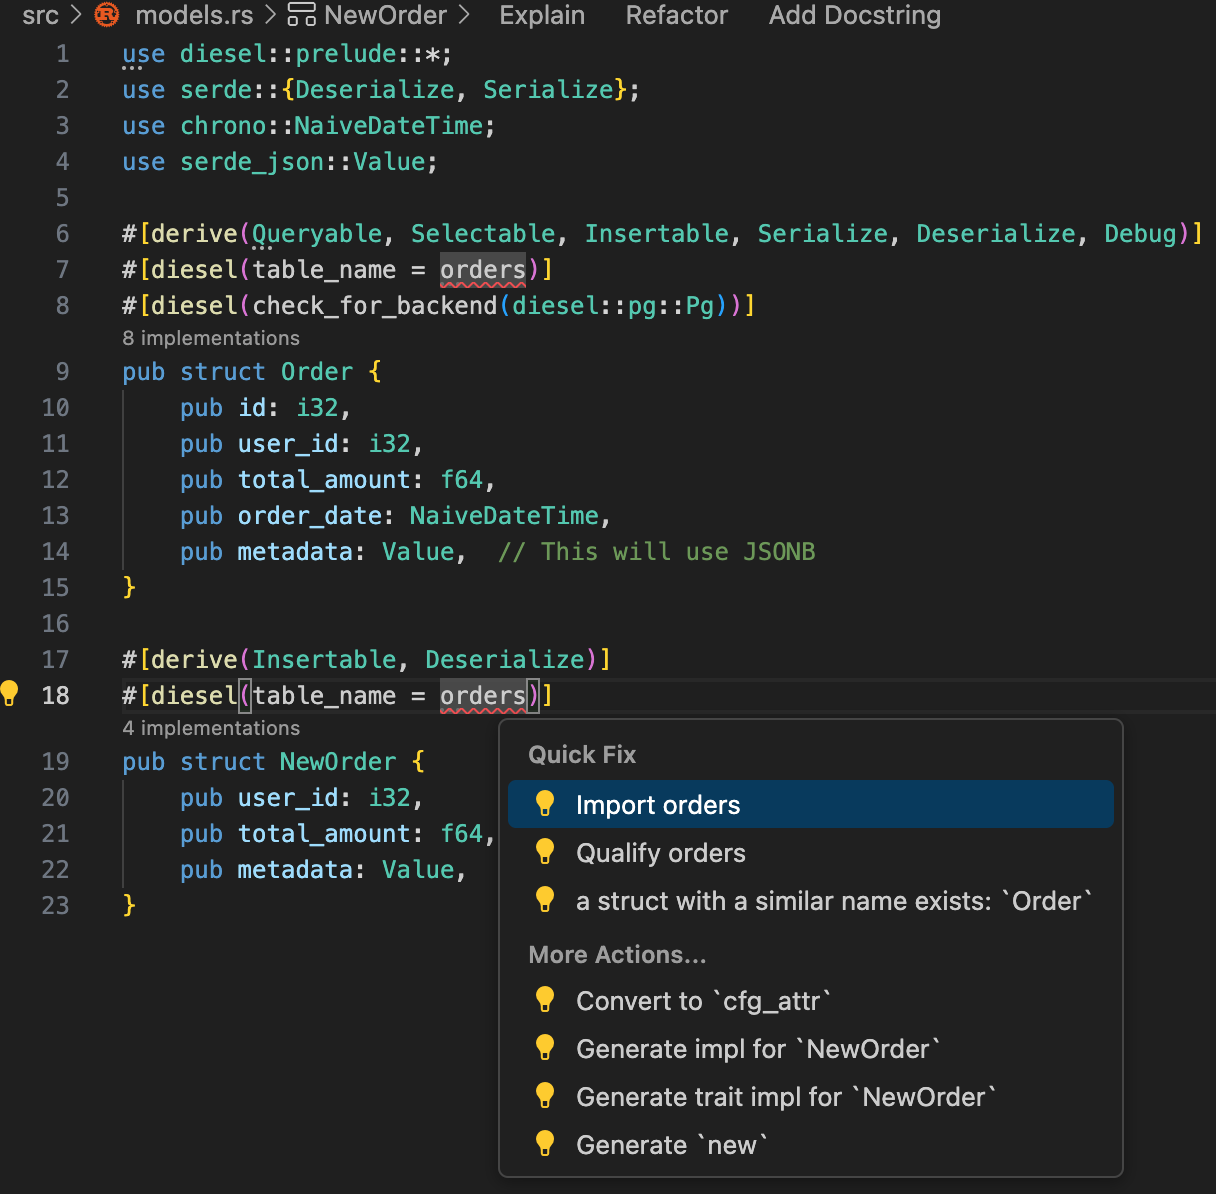 src > models.rs > NewOrder > Explain Refactor Add Docstring
1 use diesel::prelude::*;
2 use serde::{Deserialize, Serialize};
3 use chrono::NaiveDateTime;
4 use serde_json::Value;
5
6 #[derive(Queryable, Selectable, Insertable, Serialize, Deserialize, Debug)]
7 #[diesel(table_name = orders)]
8 #[diesel(check_for_backend(diesel::pg::Pg))]
8 implementations
9 pub struct Order {
10     pub id: i32,
11     pub user_id: i32,
12     pub total_amount: f64,
13     pub order_date: NaiveDateTime,
14     pub metadata: Value,  // This will use JSONB
15 }
16
17 #[derive(Insertable, Deserialize)]
18 #[diesel(table_name = orders)]
4 implementations
19 pub struct NewOrder {
20     pub user_id: i32,
21     pub total_amount: f64,
22     pub metadata: Value,
23 }
Quick Fix
Import orders
Qualify orders
a struct with a similar name exists: `Order`
More Actions...
Convert to `cfg_attr`
Generate impl for `NewOrder`
Generate trait impl for `NewOrder`
Generate `new`